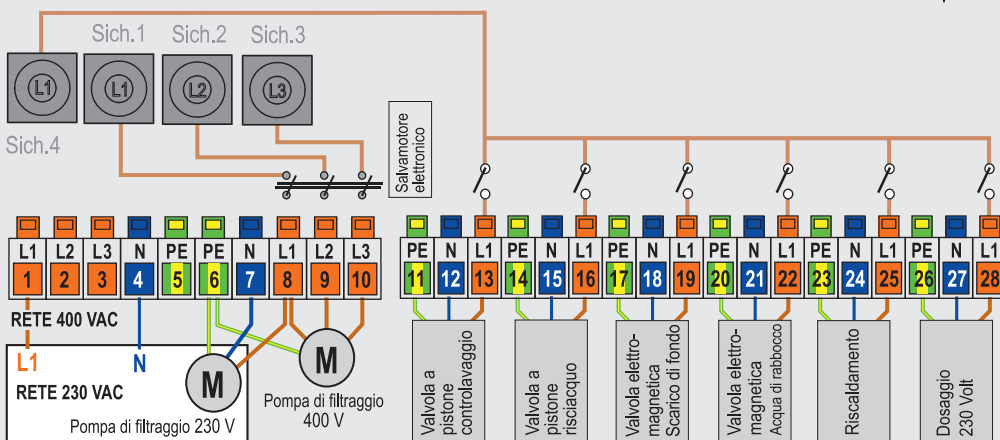 Sich.1 Sich.2 Sich.3
L1 L1 L2 L3
Sich.4
Salvamotore
elettronico
L1 L2 L3 N PE PE N L1 L2 L3
1 2 3 4 5 6 7 8 9 10
PE N L1 PE N L1 PE N L1 PE N L1 PE N L1 PE N L1
11 12 13 14 15 16 17 18 19 20 21 22 23 24 25 26 27 28
RETE 400 VAC
L1 N
RETE 230 VAC
M
Pompa di filtraggio 230 V
M
Pompa di filtraggio
400 V
Valvola a
pistone
controlavaggio
Valvola a
pistone
risciacquo
Valvola elettro-
magnetica
Scarico di fondo
Valvola elettro-
magnetica
Acqua di rabbocco
Riscaldamento
Dosaggio
230 Volt